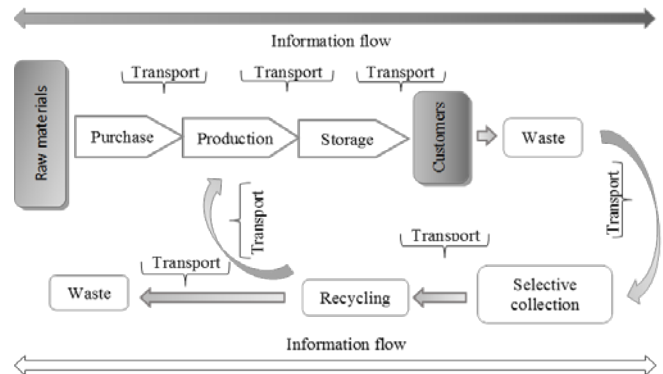 Information flow
Transport
Transport
Transport
Raw materials
Purchase
Production
Storage
Customers
Waste
Transport
Transport
Transport
Transport
Waste
Recycling
Selective
collection
Information flow